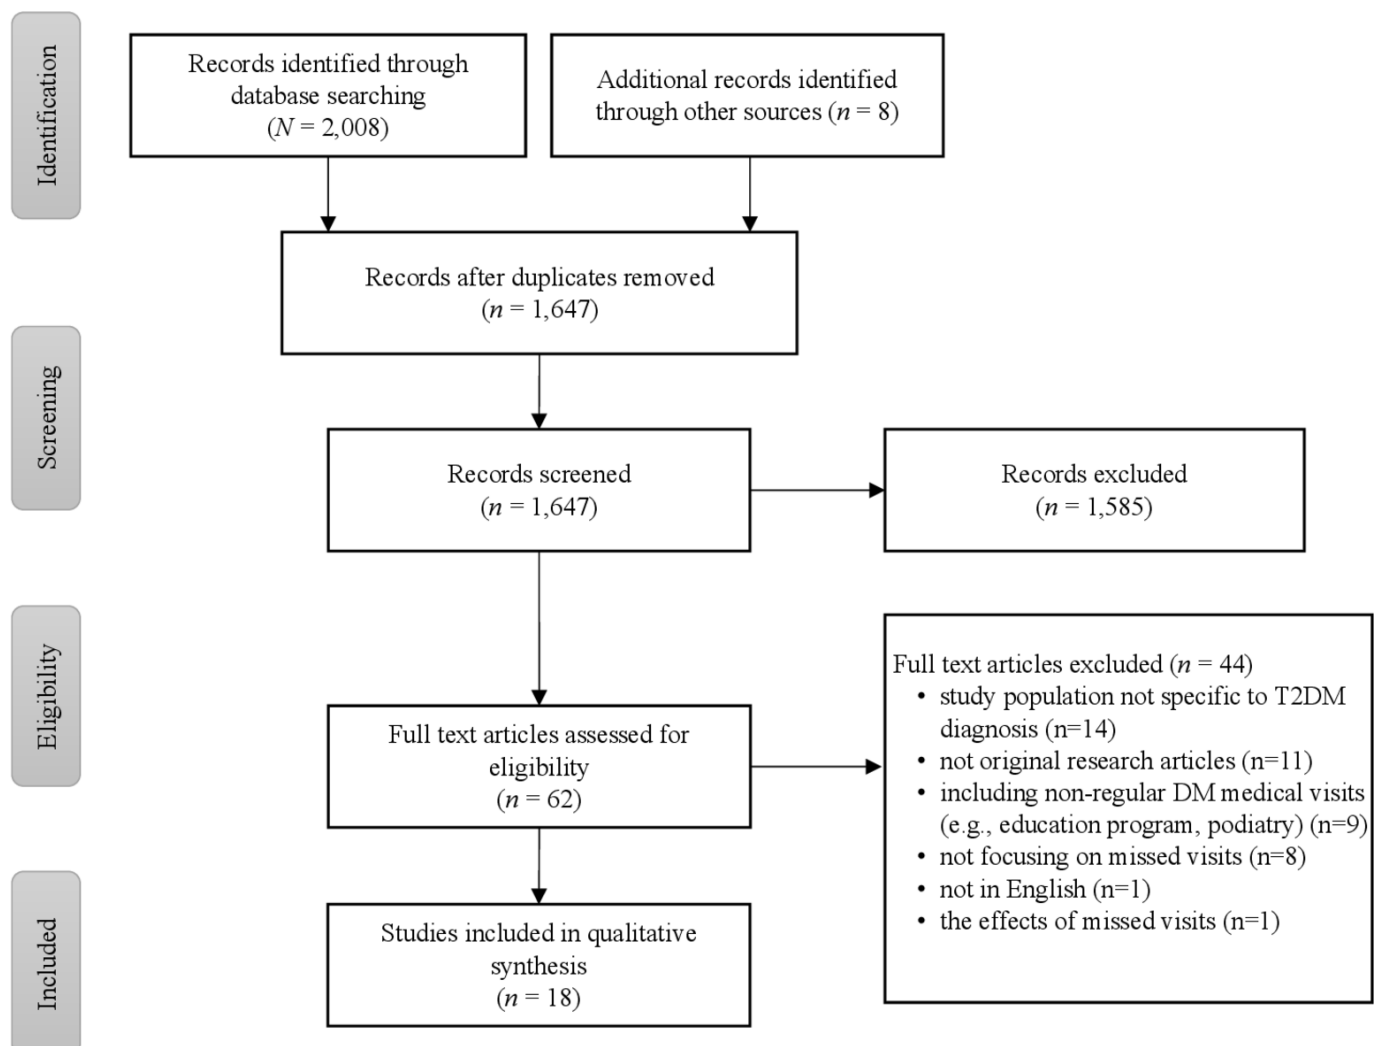 Identification
Records identified through
database searching
(N = 2,008)
Additional records identified
through other sources (n = 8)
Records after duplicates removed
(n = 1,647)
Screening
Records screened
(n = 1,647)
Records excluded
(n = 1,585)
Eligibility
Full text articles assessed for
eligibility
(n = 62)
Full text articles excluded (n = 44)
• study population not specific to T2DM
diagnosis (n=14)
• not original research articles (n=11)
• including non-regular DM medical visits
(e.g., education program, podiatry) (n=9)
• not focusing on missed visits (n=8)
• not in English (n=1)
• the effects of missed visits (n=1)
Included
Studies included in qualitative
synthesis
(n = 18)